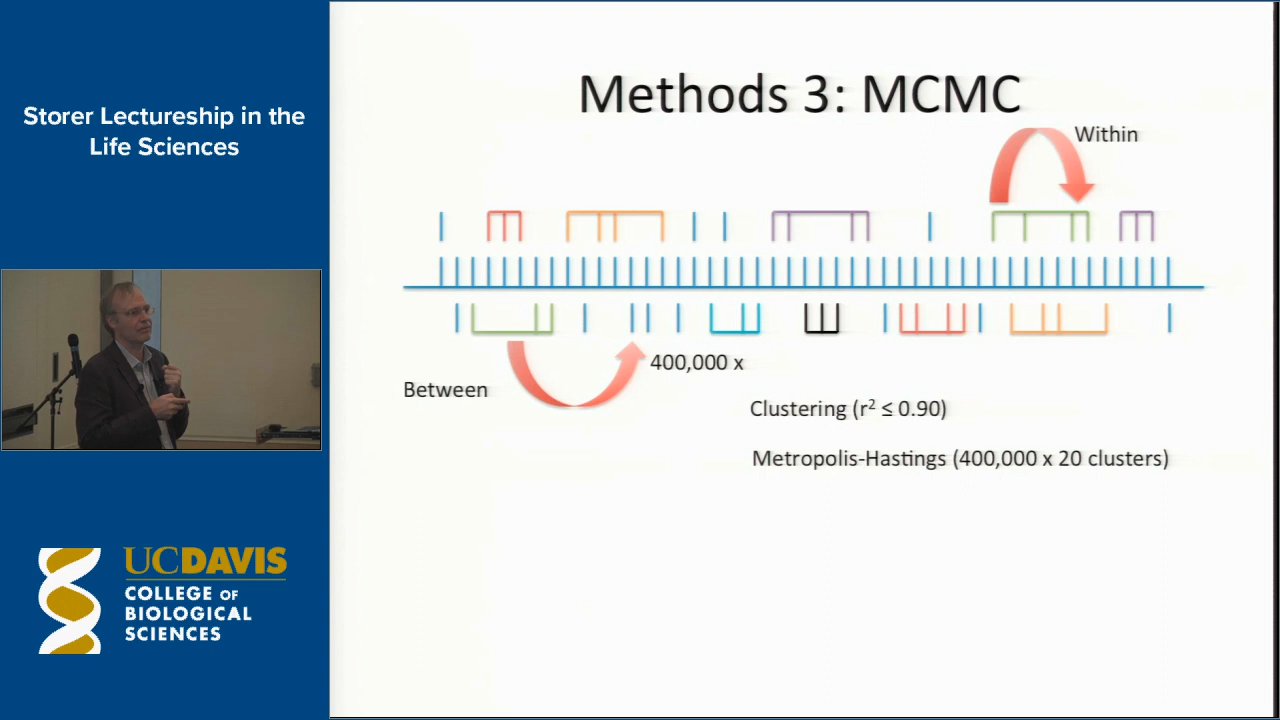 Storer Lectureship in the
Life Sciences
UCDAVIS
COLLEGE OF
BIOLOGICAL
SCIENCES
Methods 3: MCMC
Within
400,000 x
Between
Clustering (r² ≤ 0.90)
Metropolis-Hastings (400,000 x 20 clusters)